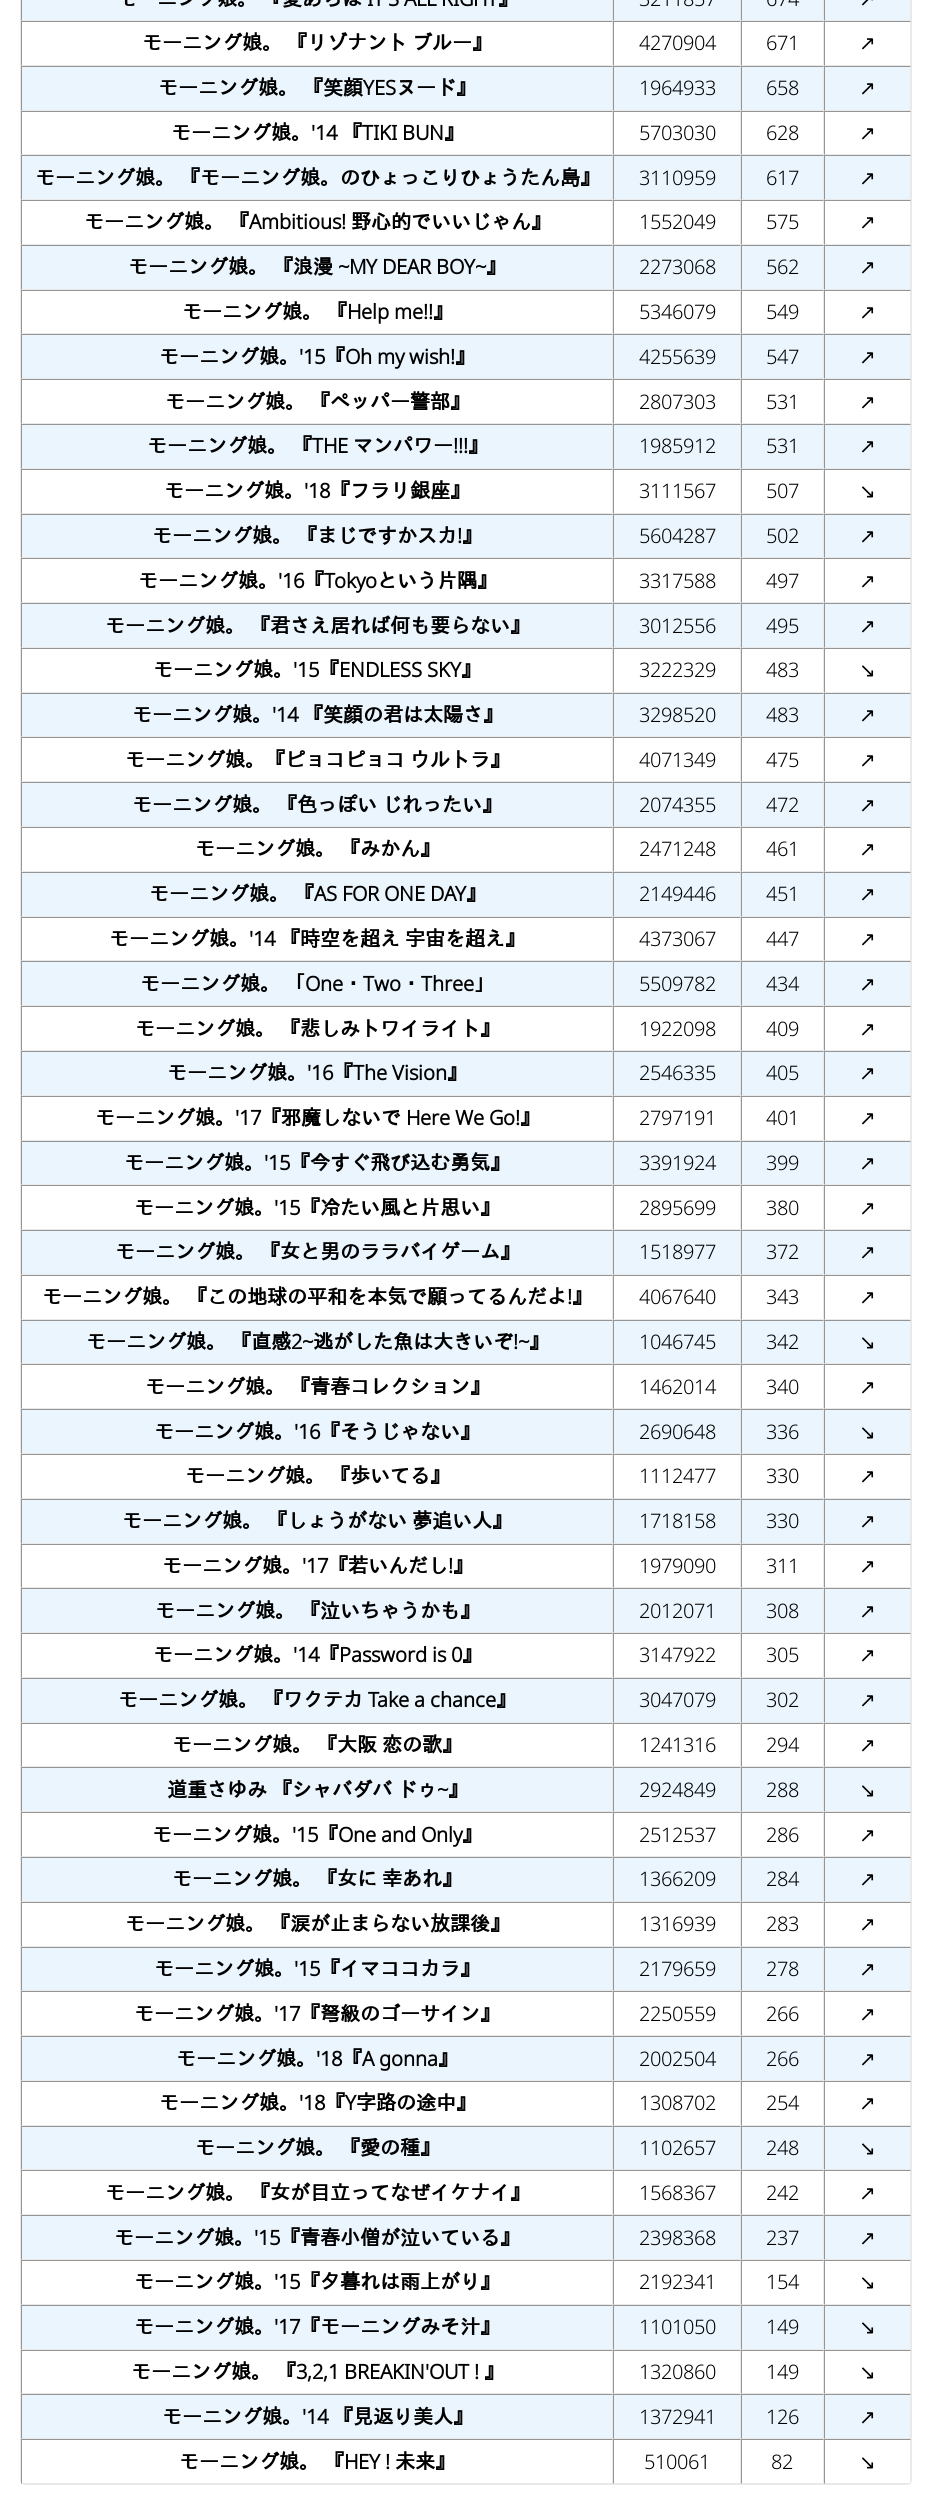 モーニング娘。 『愛あらば IT'S ALL RIGHT』 3211837 674 ↗
モーニング娘。 『リゾナント ブルー』 4270904 671 ↗
モーニング娘。 『笑顔YESヌード』 1964933 658 ↗
モーニング娘。'14 『TIKI BUN』 5703030 628 ↗
モーニング娘。 『モーニング娘。のひょっこりひょうたん島』 3110959 617 ↗
モーニング娘。 『Ambitious! 野心的でいいじゃん』 1552049 575 ↗
モーニング娘。 『浪漫 ~MY DEAR BOY~』 2273068 562 ↗
モーニング娘。 『Help me!!』 5346079 549 ↗
モーニング娘。'15『Oh my wish!』 4255639 547 ↗
モーニング娘。 『ペッパー警部』 2807303 531 ↗
モーニング娘。 『THE マンパワー!!!』 1985912 531 ↗
モーニング娘。'18『フラリ銀座』 3111567 507 ↘
モーニング娘。 『まじですかスカ!』 5604287 502 ↗
モーニング娘。'16『Tokyoという片隅』 3317588 497 ↗
モーニング娘。 『君さえ居れば何も要らない』 3012556 495 ↗
モーニング娘。'15『ENDLESS SKY』 3222329 483 ↘
モーニング娘。'14 『笑顔の君は太陽さ』 3298520 483 ↗
モーニング娘。『ピョコピョコ ウルトラ』 4071349 475 ↗
モーニング娘。 『色っぽい じれったい』 2074355 472 ↗
モーニング娘。 『みかん』 2471248 461 ↗
モーニング娘。 『AS FOR ONE DAY』 2149446 451 ↗
モーニング娘。'14 『時空を超え 宇宙を超え』 4373067 447 ↗
モーニング娘。 「One・Two・Three」 5509782 434 ↗
モーニング娘。 『悲しみトワイライト』 1922098 409 ↗
モーニング娘。'16『The Vision』 2546335 405 ↗
モーニング娘。'17『邪魔しないで Here We Go!』 2797191 401 ↗
モーニング娘。'15『今すぐ飛び込む勇気』 3391924 399 ↗
モーニング娘。'15『冷たい風と片思い』 2895699 380 ↗
モーニング娘。 『女と男のララバイゲーム』 1518977 372 ↗
モーニング娘。 『この地球の平和を本気で願ってるんだよ!』 4067640 343 ↗
モーニング娘。 『直感2~逃がした魚は大きいぞ!~』 1046745 342 ↘
モーニング娘。 『青春コレクション』 1462014 340 ↗
モーニング娘。'16『そうじゃない』 2690648 336 ↘
モーニング娘。 『歩いてる』 1112477 330 ↗
モーニング娘。 『しょうがない 夢追い人』 1718158 330 ↗
モーニング娘。'17『若いんだし!』 1979090 311 ↗
モーニング娘。 『泣いちゃうかも』 2012071 308 ↗
モーニング娘。'14『Password is 0』 3147922 305 ↗
モーニング娘。 『ワクテカ Take a chance』 3047079 302 ↗
モーニング娘。 『大阪 恋の歌』 1241316 294 ↗
道重さゆみ 『シャバダバ ドゥ~』 2924849 288 ↘
モーニング娘。'15『One and Only』 2512537 286 ↗
モーニング娘。 『女に 幸あれ』 1366209 284 ↗
モーニング娘。 『涙が止まらない放課後』 1316939 283 ↗
モーニング娘。'15『イマココカラ』 2179659 278 ↗
モーニング娘。'17『弩級のゴーサイン』 2250559 266 ↗
モーニング娘。'18『A gonna』 2002504 266 ↗
モーニング娘。'18『Y字路の途中』 1308702 254 ↗
モーニング娘。 『愛の種』 1102657 248 ↘
モーニング娘。 『女が目立ってなぜイケナイ』 1568367 242 ↗
モーニング娘。'15『青春小僧が泣いている』 2398368 237 ↗
モーニング娘。'15『夕暮れは雨上がり』 2192341 154 ↘
モーニング娘。'17『モーニングみそ汁』 1101050 149 ↘
モーニング娘。 『3,2,1 BREAKIN'OUT ! 』 1320860 149 ↘
モーニング娘。'14 『見返り美人』 1372941 126 ↗
モーニング娘。 『HEY ! 未来』 510061 82 ↘